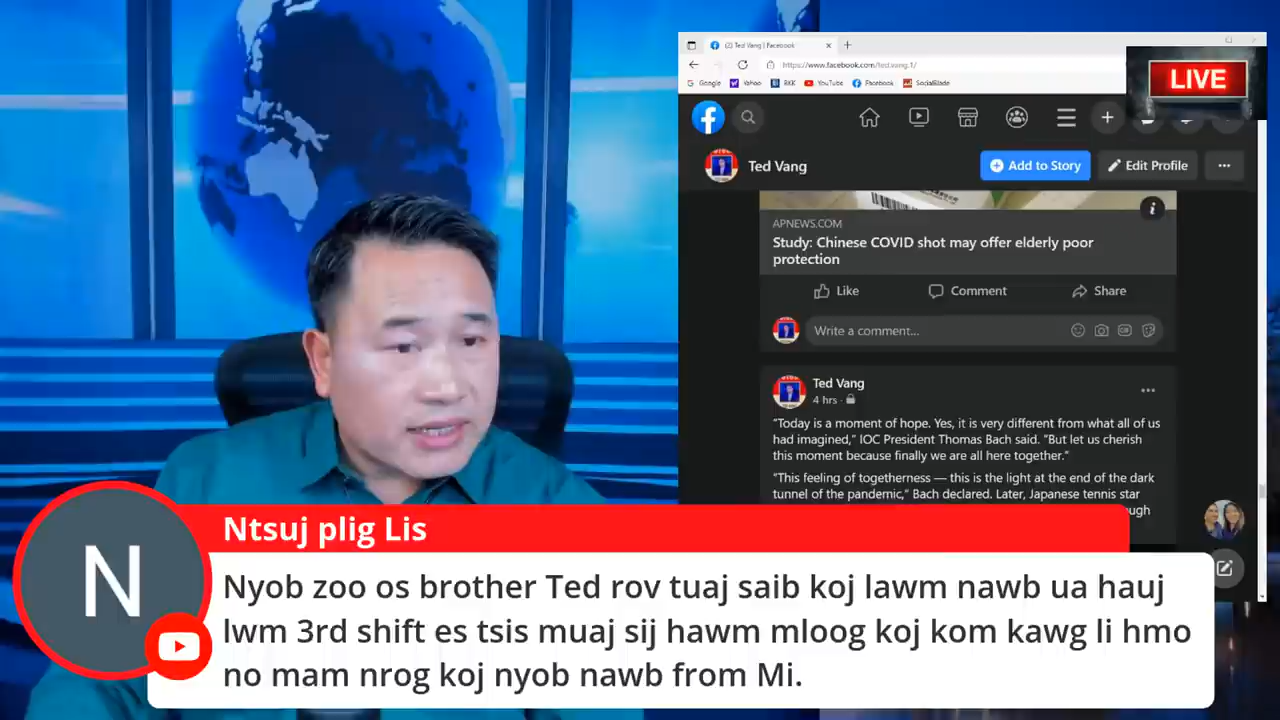 (2) Ted Vang | Facebook
https://www.facebook.com/ted.vang.1/
Google Yahoo RKK YouTube Facebook SocialBlade
LIVE
Ted Vang
Add to Story
Edit Profile
APNEWS.COM
Study: Chinese COVID shot may offer elderly poor
protection
Like Comment Share
Write a comment...
Ted Vang
4 hrs
“Today is a moment of hope. Yes, it is very different from what all of us
had imagined,” IOC President Thomas Bach said. “But let us cherish
this moment because finally we are all here together.”
“This feeling of togetherness — this is the light at the end of the dark
tunnel of the pandemic,” Bach declared. Later, Japanese tennis star
N
Ntsuj plig Lis
Nyob zoo os brother Ted rov tuaj saib koj lawm nawb ua hauj
lwm 3rd shift es tsis muaj sij hawm mloog koj kom kawg li hmo
no mam nrog koj nyob nawb from Mi.